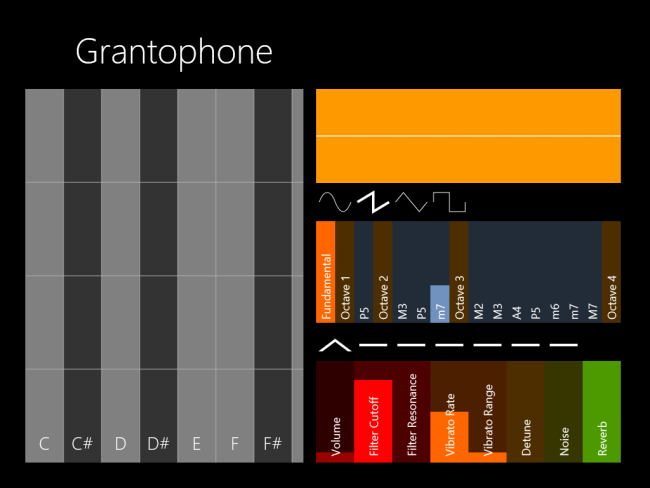 Grantophone
Fundamental
Octave 1
P5
Octave 2
M3
P5
m7
Octave 3
M2
M3
A4
P5
m6
m7
M7
Octave 4
C
C#
D
D#
E
F
F#
Volume
Filter Cutoff
Filter Resonance
Vibrato Rate
Vibrato Range
Detune
Noise
Reverb